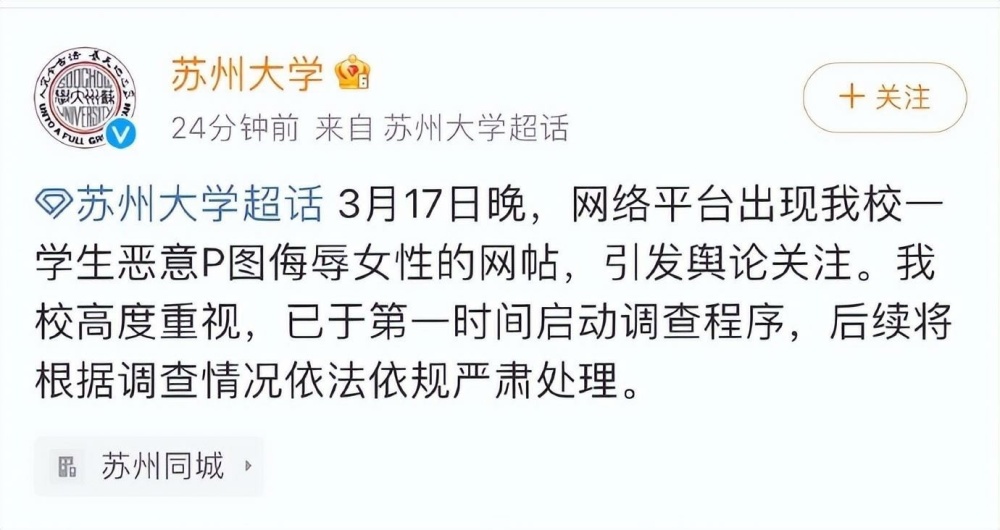 苏州大学
+ 关注
24分钟前 来自 苏州大学超话
苏州大学超话 3月17日晚，网络平台出现我校一
学生恶意P图侮辱女性的网帖，引发舆论关注。我
校高度重视，已于第一时间启动调查程序，后续将
根据调查情况依法依规严肃处理。
苏州同城
SOOCHOW
UNIVERSITY
UNTO A FULL GR